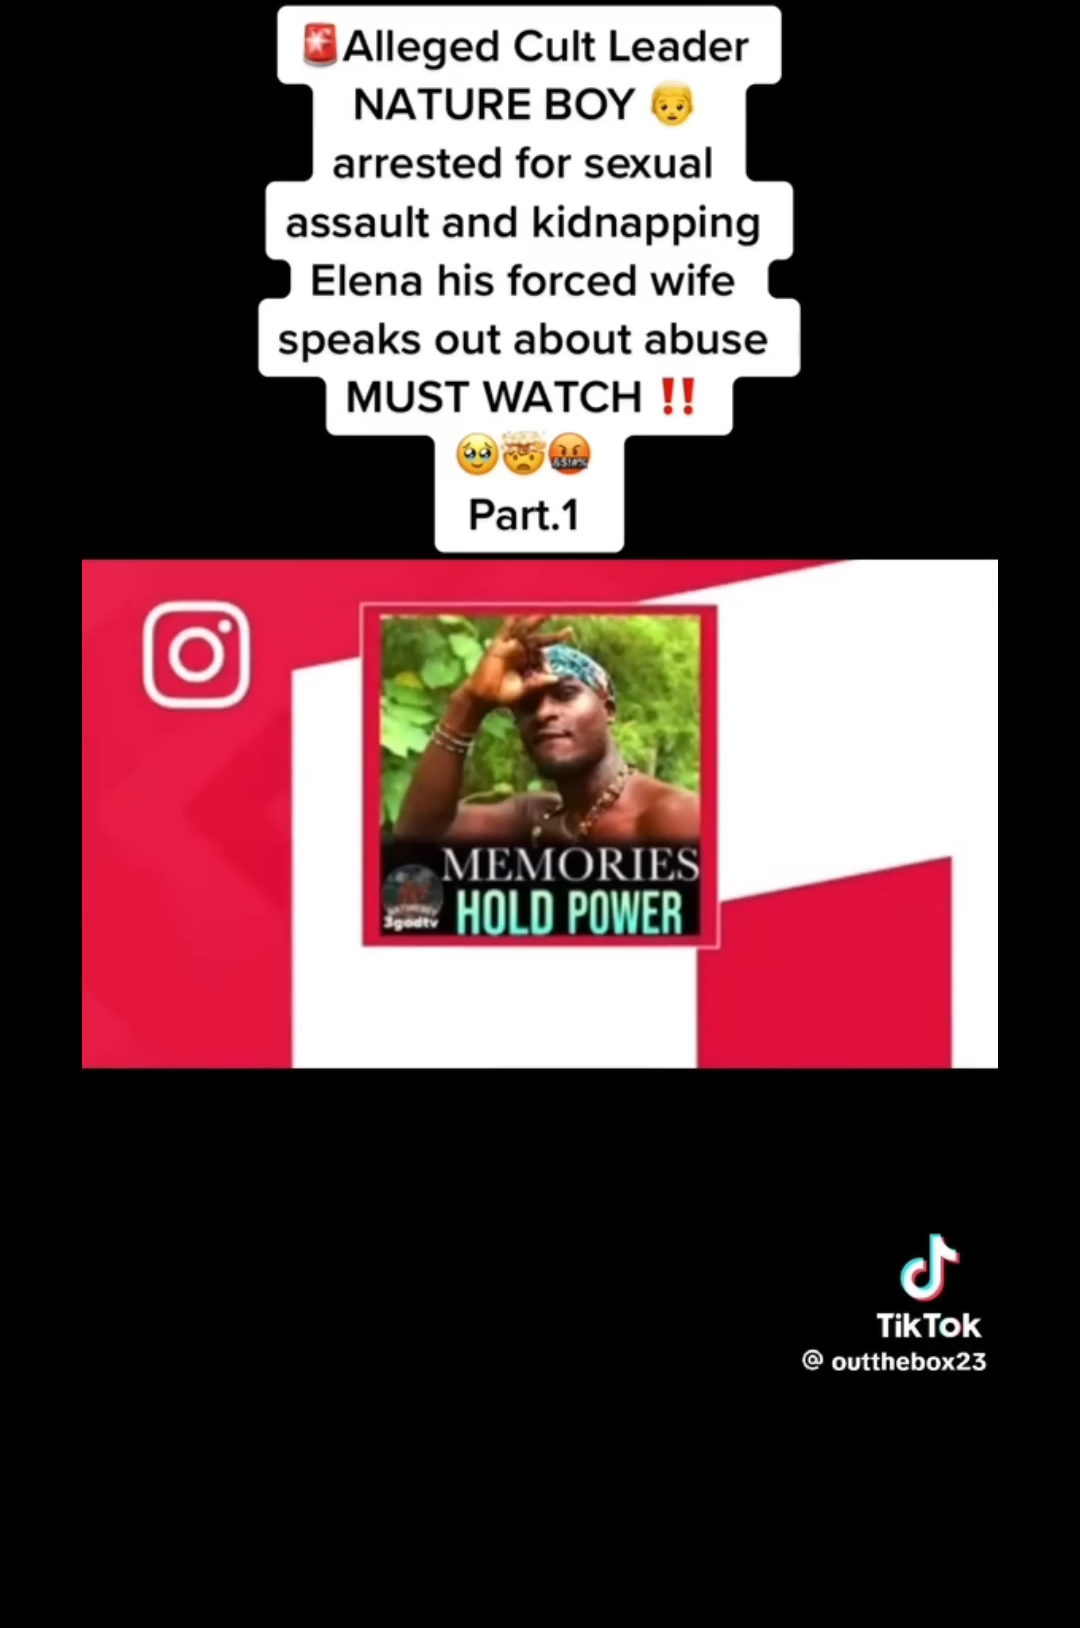 🚨Alleged Cult Leader
NATURE BOY 👨
arrested for sexual
assault and kidnapping
Elena his forced wife
speaks out about abuse
MUST WATCH ‼️
🥹🤯🤬
Part.1
MEMORIES
HOLD POWER
3godtv
TikTok
@ outthebox23